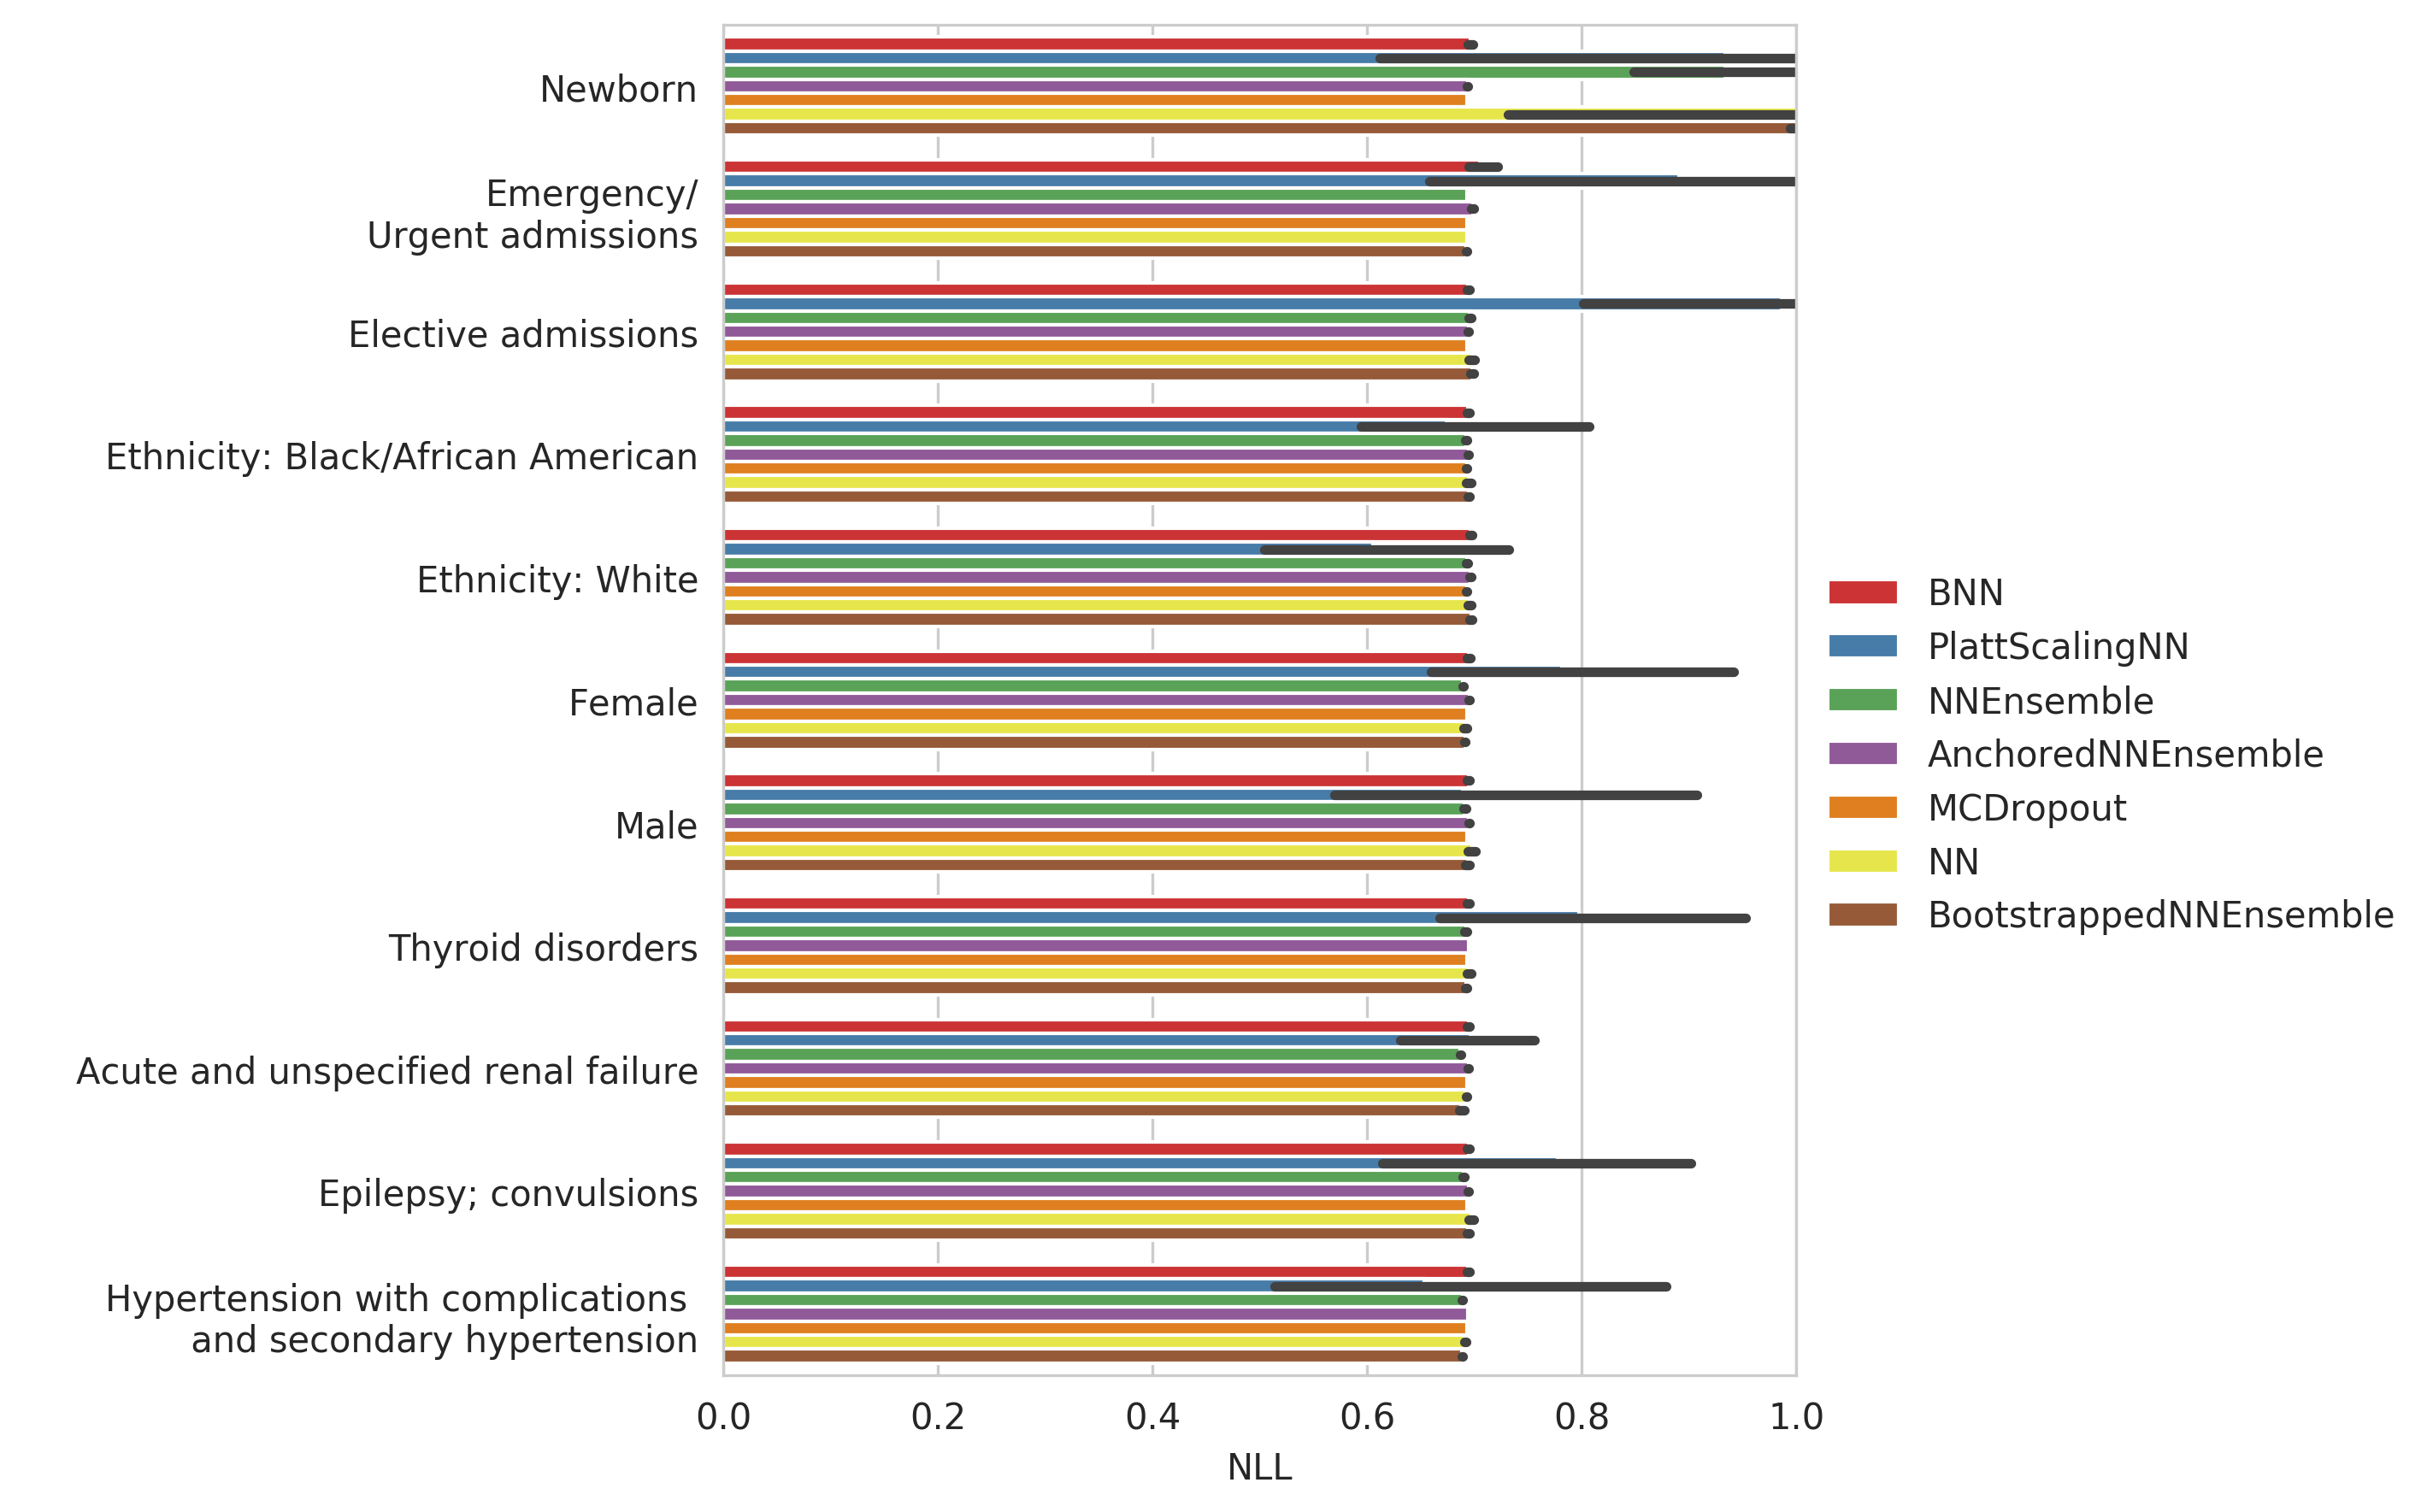 Newborn
Emergency/
Urgent admissions
Elective admissions
Ethnicity: Black/African American
Ethnicity: White
Female
Male
Thyroid disorders
Acute and unspecified renal failure
Epilepsy; convulsions
Hypertension with complications
and secondary hypertension
0.0 0.2 0.4 0.6 0.8 1.0
NLL
BNN
PlattScalingNN
NNEnsemble
AnchoredNNEnsemble
MCDropout
NN
BootstrappedNNEnsemble